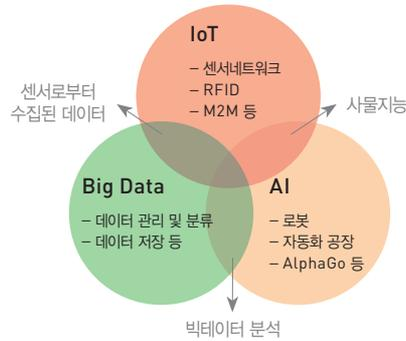 IoT
– 센서네트워크
– RFID
– M2M 등
센서로부터
수집된 데이터
사물지능
Big Data
– 데이터 관리 및 분류
– 데이터 저장 등
AI
– 로봇
– 자동화 공장
– AlphaGo 등
빅테이터 분석